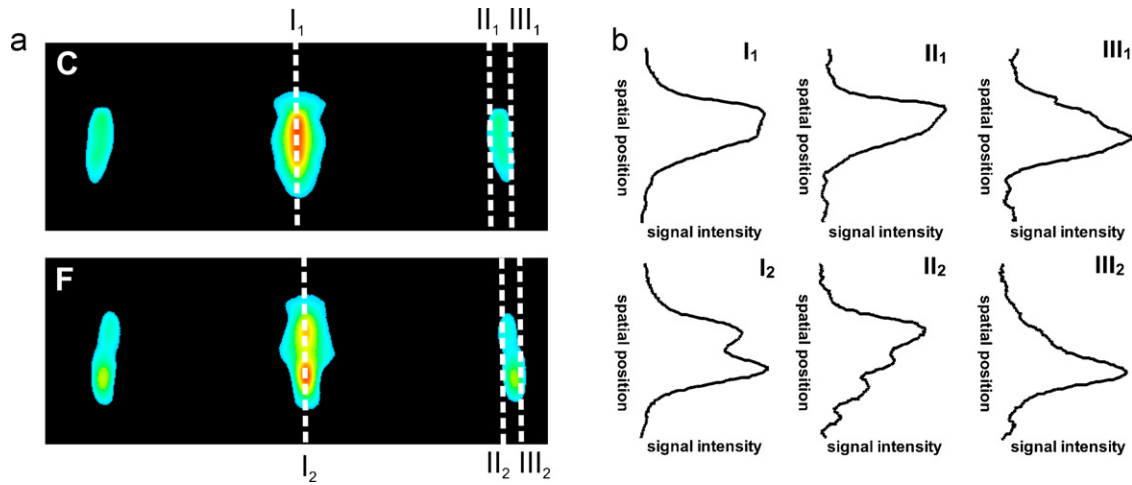 a
I₁ II₁ III₁
C
F
I₂ II₂ III₂
b
I₁
spatial position
signal intensity
II₁
spatial position
signal intensity
III₁
spatial position
signal intensity
I₂
spatial position
signal intensity
II₂
spatial position
signal intensity
III₂
spatial position
signal intensity